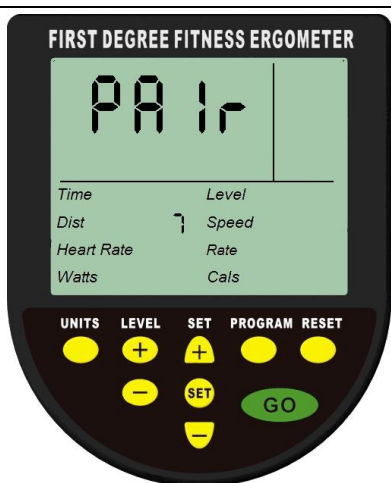 FIRST DEGREE FITNESS ERGOMETER
PAIr
Time Level
Dist 7 Speed
Heart Rate Rate
Watts Cals
UNITS LEVEL SET PROGRAM RESET
+ +
- SET GO
-